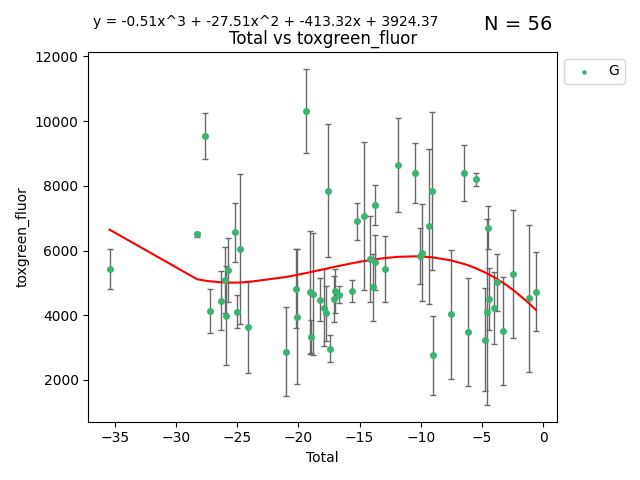 y = -0.51x^3 + -27.51x^2 + -413.32x + 3924.37
N = 56
Total vs toxgreen_fluor
G
12000
10000
8000
6000
4000
2000
toxgreen_fluor
−35 −30 −25 −20 −15 −10 −5 0
Total